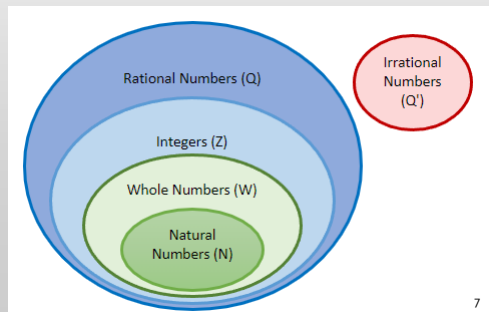 Rational Numbers (Q)
Irrational
Numbers
(Q')
Integers (Z)
Whole Numbers (W)
Natural
Numbers (N)
7